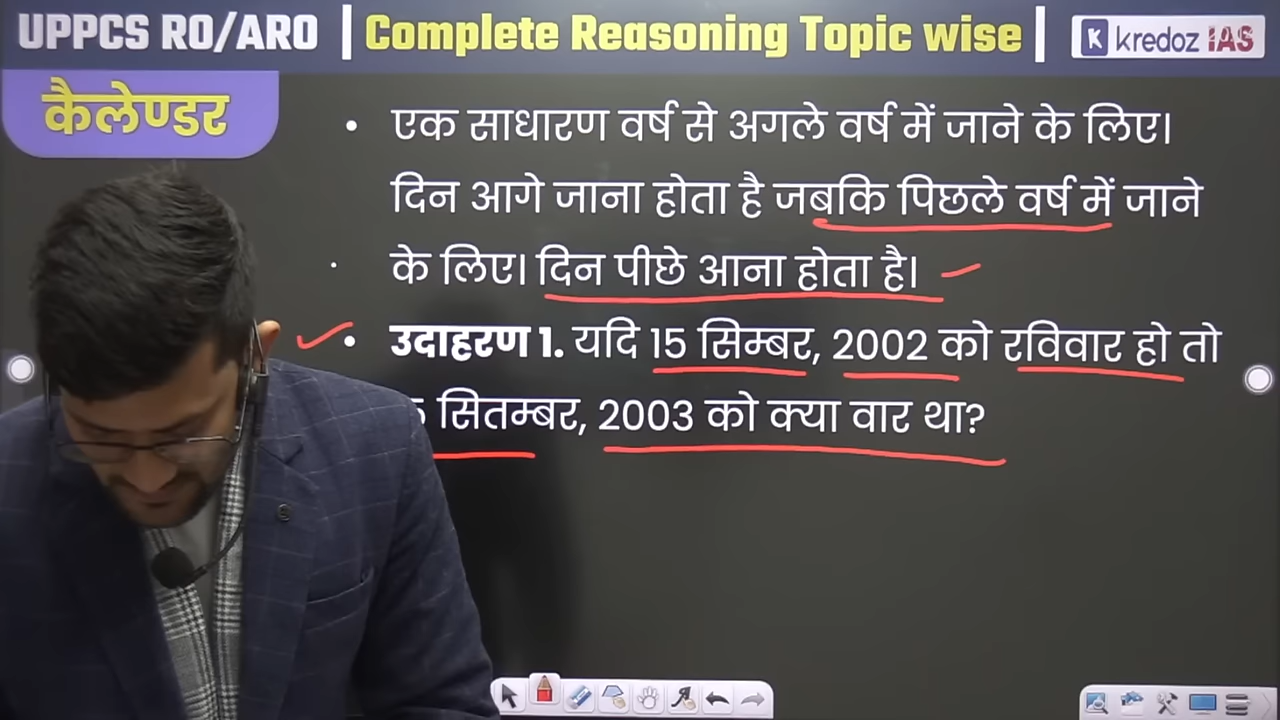 UPPCS RO/ARO | Complete Reasoning Topic wise | K kredoz IAS
कैलेण्डर
• एक साधारण वर्ष से अगले वर्ष में जाने के लिए।
दिन आगे जाना होता है जबकि पिछले वर्ष में जाने
के लिए। दिन पीछे आना होता है।
• उदाहरण 1. यदि 15 सिम्बर, 2002 को रविवार हो तो
सितम्बर, 2003 को क्या वार था?